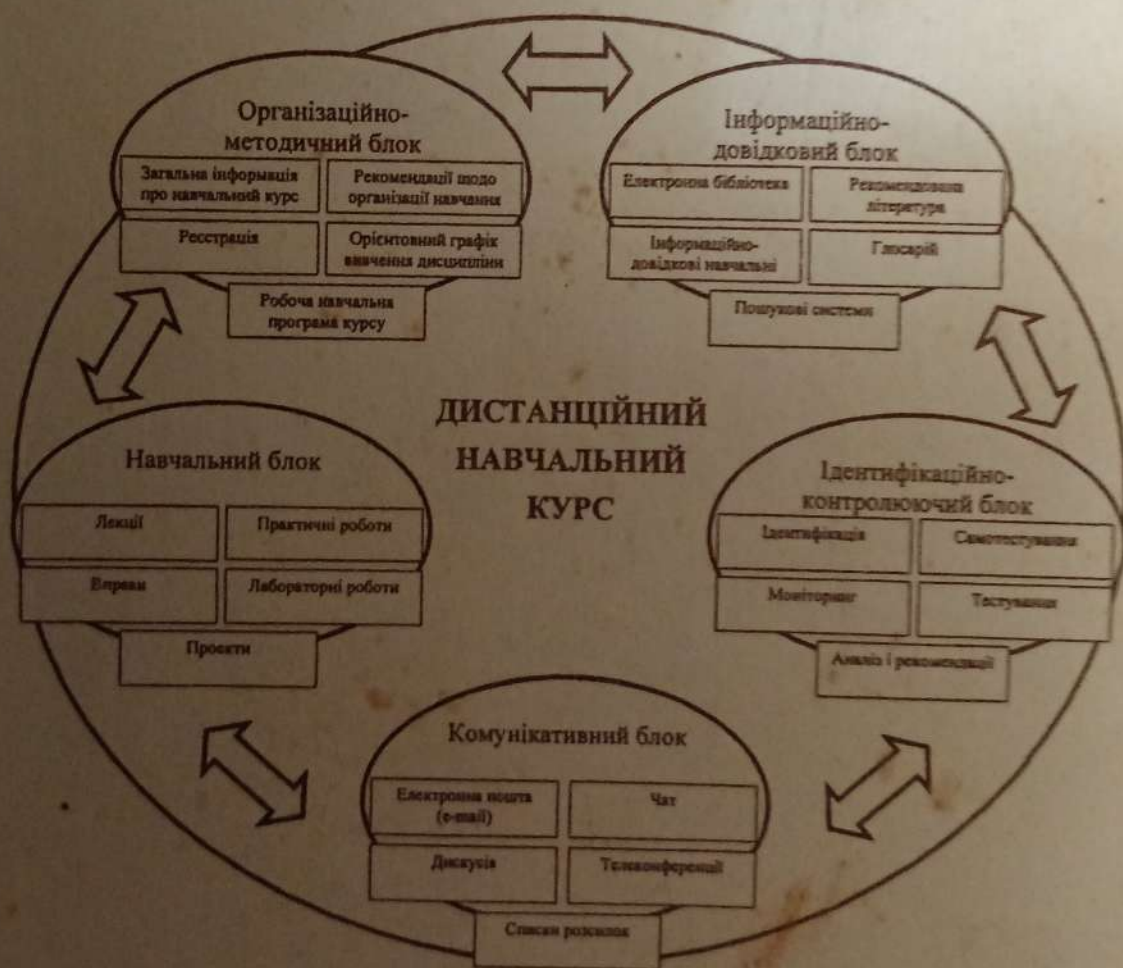 Організаційно-
методичний блок
Загальна інформація
про навчальний курс
Рекомендації щодо
організації навчання
Реєстрація
Орієнтовний графік
вивчення дисципліни
Робоча навчальна
програма курсу
Інформаційно-
довідковий блок
Електронна бібліотека
Рекомендована
література
Інформаційно-
довідкові навчальні
Глосарій
Пошукові системи
ДИСТАНЦІЙНИЙ
НАВЧАЛЬНИЙ
КУРС
Навчальний блок
Лекції
Практичні роботи
Вправи
Лабораторні роботи
Проекти
Ідентифікаційно-
контролюючий блок
Ідентифікація
Самотестування
Моніторинг
Тестування
Аналіз і рекомендації
Комунікативний блок
Електронна пошта
(e-mail)
Чат
Дискусія
Телеконференції
Списки розсилок